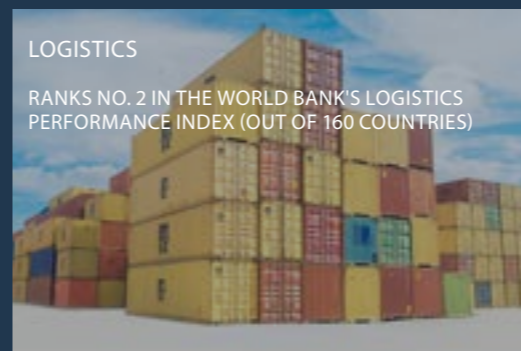 LOGISTICS
RANKS NO. 2 IN THE WORLD BANK'S LOGISTICS
PERFORMANCE INDEX (OUT OF 160 COUNTRIES)